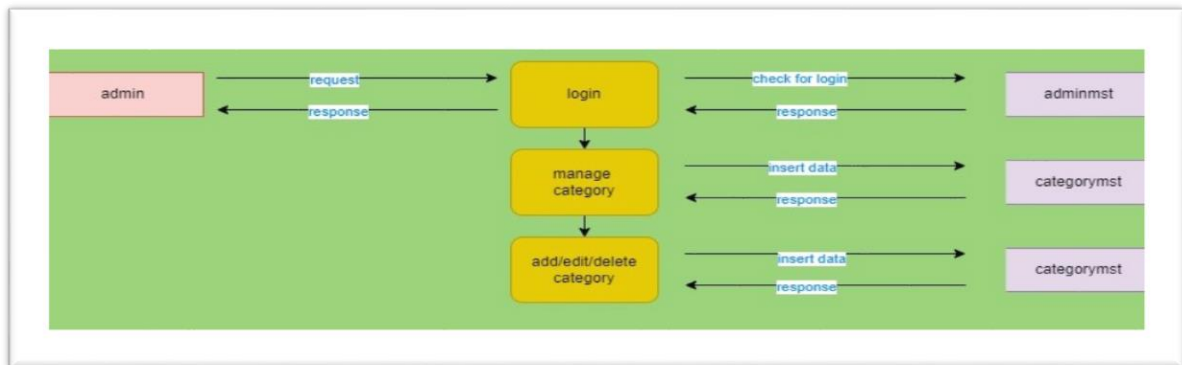 request
check for login
admin
login
adminmst
response
response
insert data
manage
category
categorymst
response
insert data
add/edit/delete
category
categorymst
response